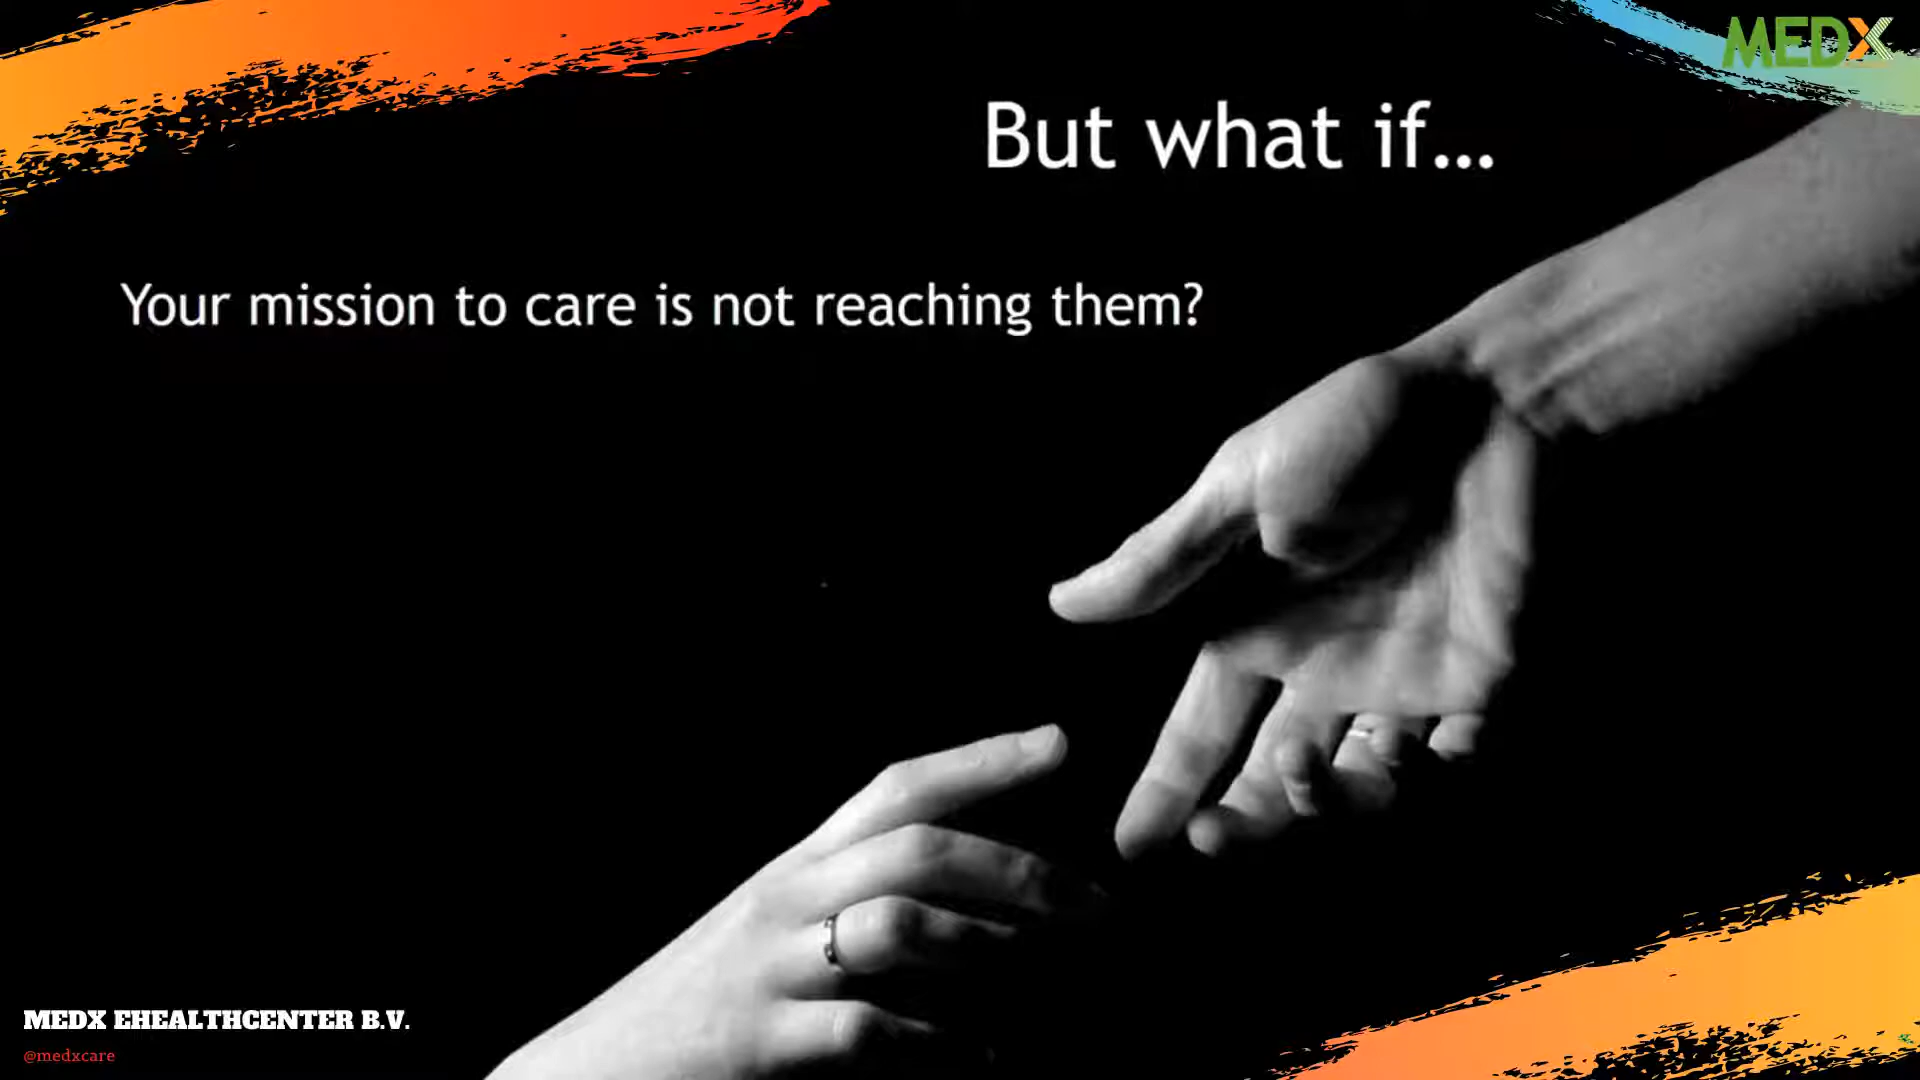 MEDX
But what if...
Your mission to care is not reaching them?
MEDX EHEALTHCENTER B.V.
@medxcare